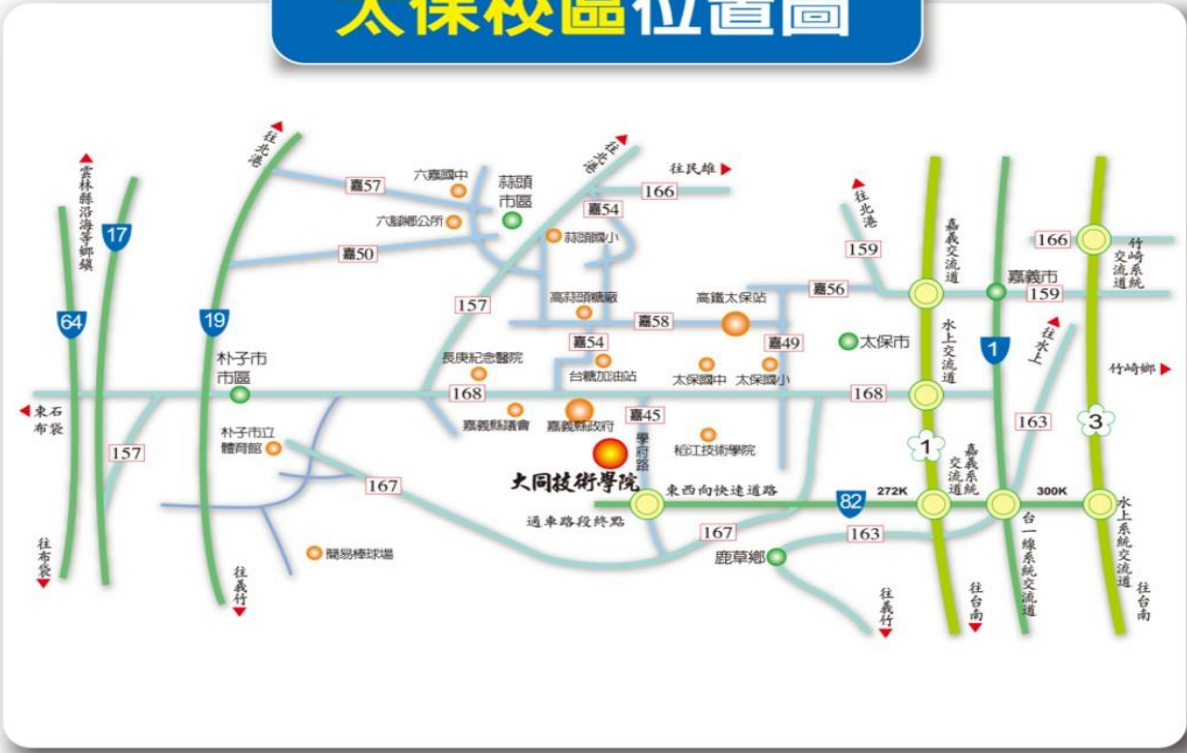 太保校區位置圖
往北港
往北港
往民雄
雲林縣沿海等鄉鎮
六嘉國中
蒜頭
市區
嘉57
166
往北港
嘉54
17
六腳鄉公所
蒜頭國小
嘉義交流道
166
竹崎系統
交流道
嘉50
159
嘉義市
嘉56
159
157
高蒜頭糖廠
高鐵太保站
64
19
嘉58
往水上
嘉54
嘉49
太保市
水上交流道
1
朴子市
市區
長庚紀念醫院
台糖加油站
太保國中
太保國小
竹崎鄉
168
168
東石
布袋
嘉義縣議會
嘉義縣政府
嘉45
163
3
朴子市立
體育館
學府路
稻江技術學院
1
157
嘉義系統
交流道
大同技術學院
167
東西向快速道路
82
272K
300K
通車路段終點
167
163
台一線系統交流道
水上系統交流道
簡易棒球場
鹿草鄉
往布袋
往義竹
往義竹
往台南
往台南